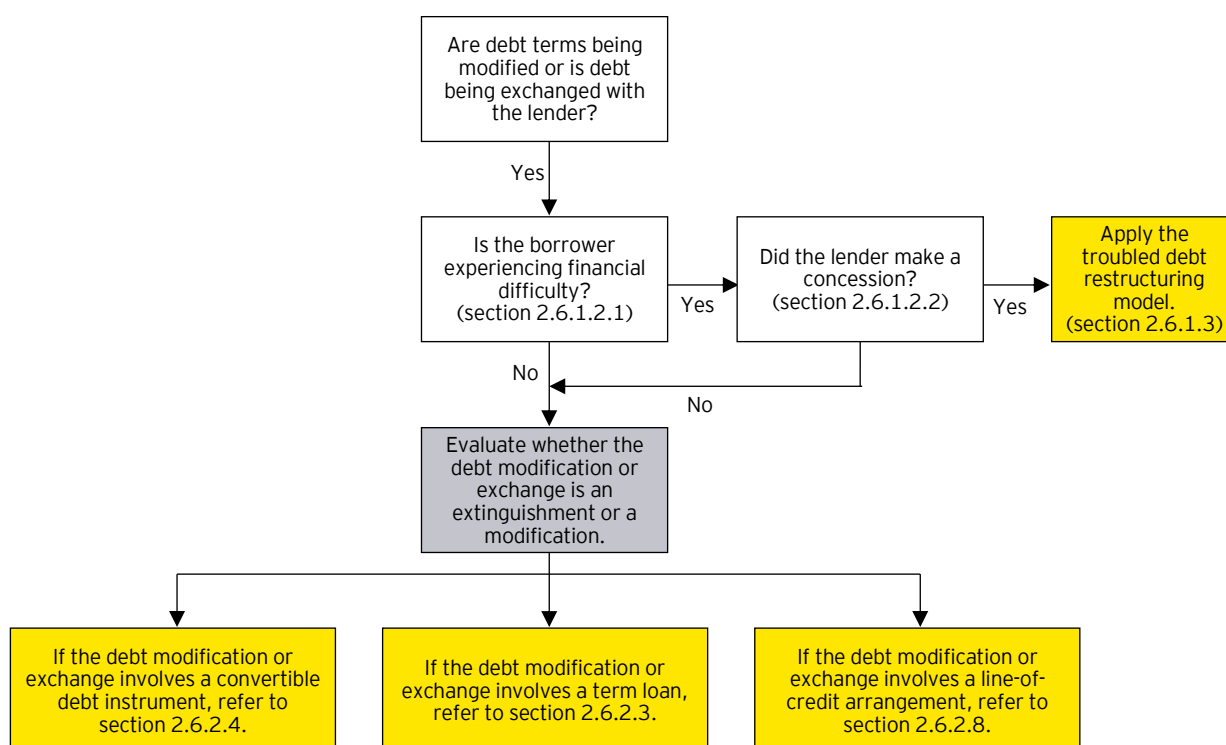 Are debt terms being
modified or is debt
being exchanged with
the lender?
Yes
Is the borrower
experiencing financial
difficulty?
(section 2.6.1.2.1)
Yes
Did the lender make a
concession?
(section 2.6.1.2.2)
Yes
Apply the
troubled debt
restructuring
model.
(section 2.6.1.3)
No
No
Evaluate whether the
debt modification or
exchange is an
extinguishment or a
modification.
If the debt modification or
exchange involves a convertible
debt instrument, refer to
section 2.6.2.4.
If the debt modification or
exchange involves a term loan,
refer to section 2.6.2.3.
If the debt modification or
exchange involves a line-of-
credit arrangement, refer to
section 2.6.2.8.